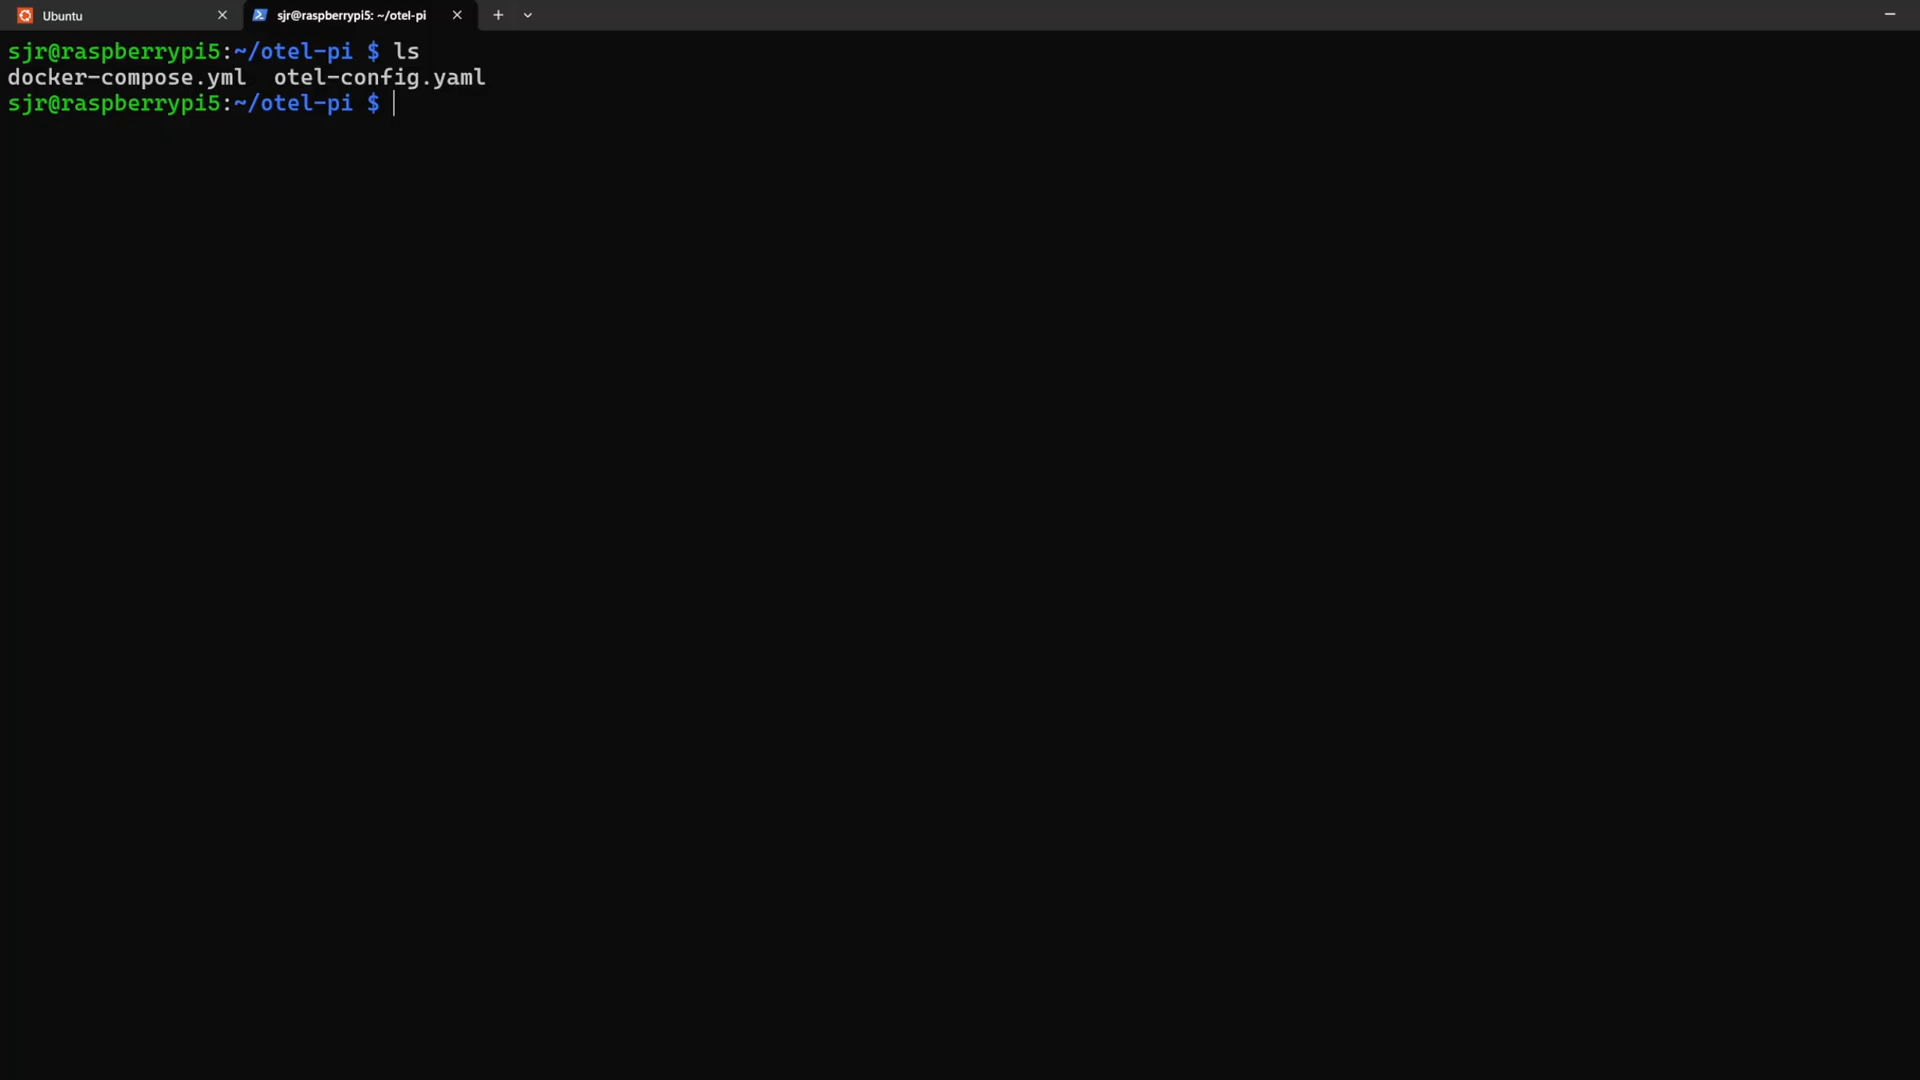 Ubuntu
sjr@raspberrypi5: ~/otel-pi
sjr@raspberrypi5:~/otel-pi $ ls
docker-compose.yml  otel-config.yaml
sjr@raspberrypi5:~/otel-pi $